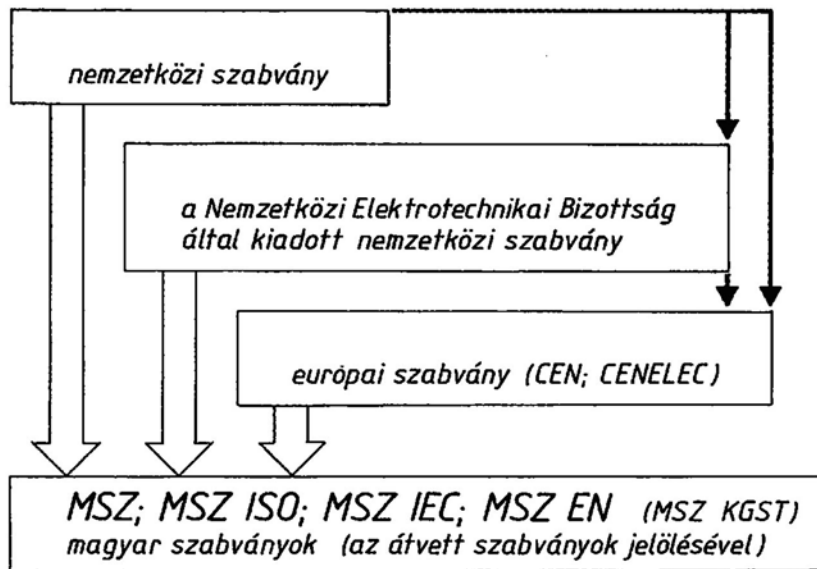 nemzetközi szabvány
a Nemzetközi Elektrotechnikai Bizottság
által kiadott nemzetközi szabvány
európai szabvány (CEN; CENELEC)
MSZ; MSZ ISO; MSZ IEC; MSZ EN (MSZ KGST)
magyar szabványok (az átvett szabványok jelölésével)